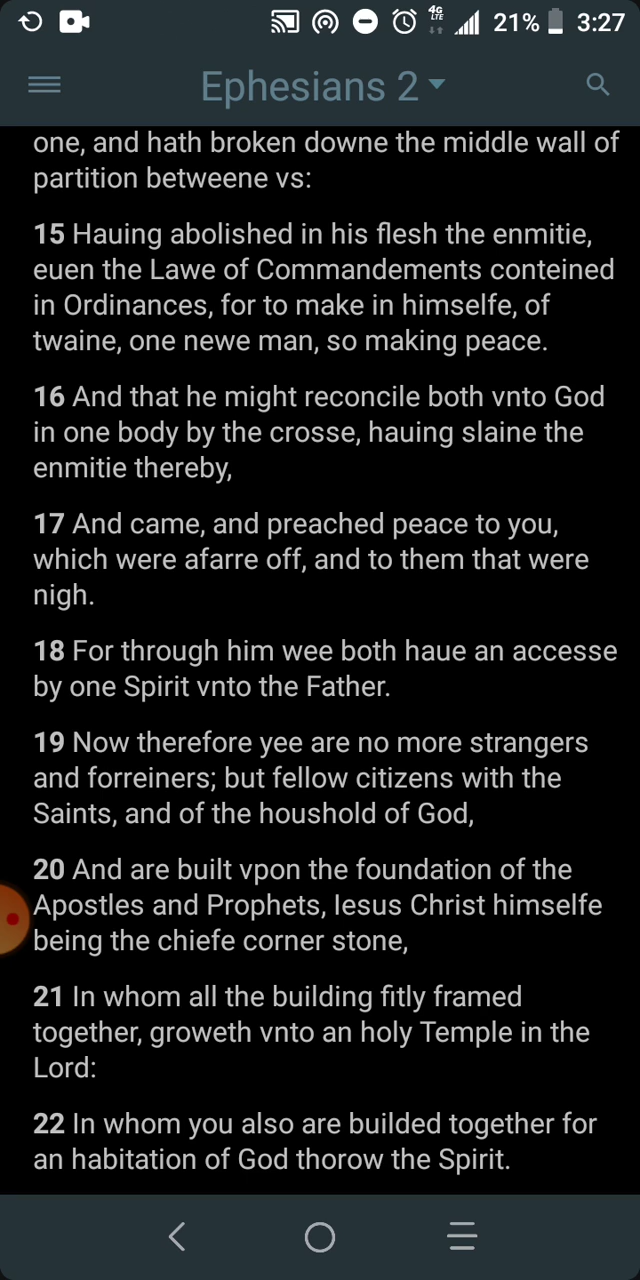 4G
LTE
21%
3:27
Ephesians 2
one, and hath broken downe the middle wall of
partition betweene vs:
15 Hauing abolished in his flesh the enmitie,
euen the Lawe of Commandements conteined
in Ordinances, for to make in himselfe, of
twaine, one newe man, so making peace.
16 And that he might reconcile both vnto God
in one body by the crosse, hauing slaine the
enmitie thereby,
17 And came, and preached peace to you,
which were afarre off, and to them that were
nigh.
18 For through him wee both haue an accesse
by one Spirit vnto the Father.
19 Now therefore yee are no more strangers
and forreiners; but fellow citizens with the
Saints, and of the houshold of God,
20 And are built vpon the foundation of the
Apostles and Prophets, Iesus Christ himselfe
being the chiefe corner stone,
21 In whom all the building fitly framed
together, groweth vnto an holy Temple in the
Lord:
22 In whom you also are builded together for
an habitation of God thorow the Spirit.